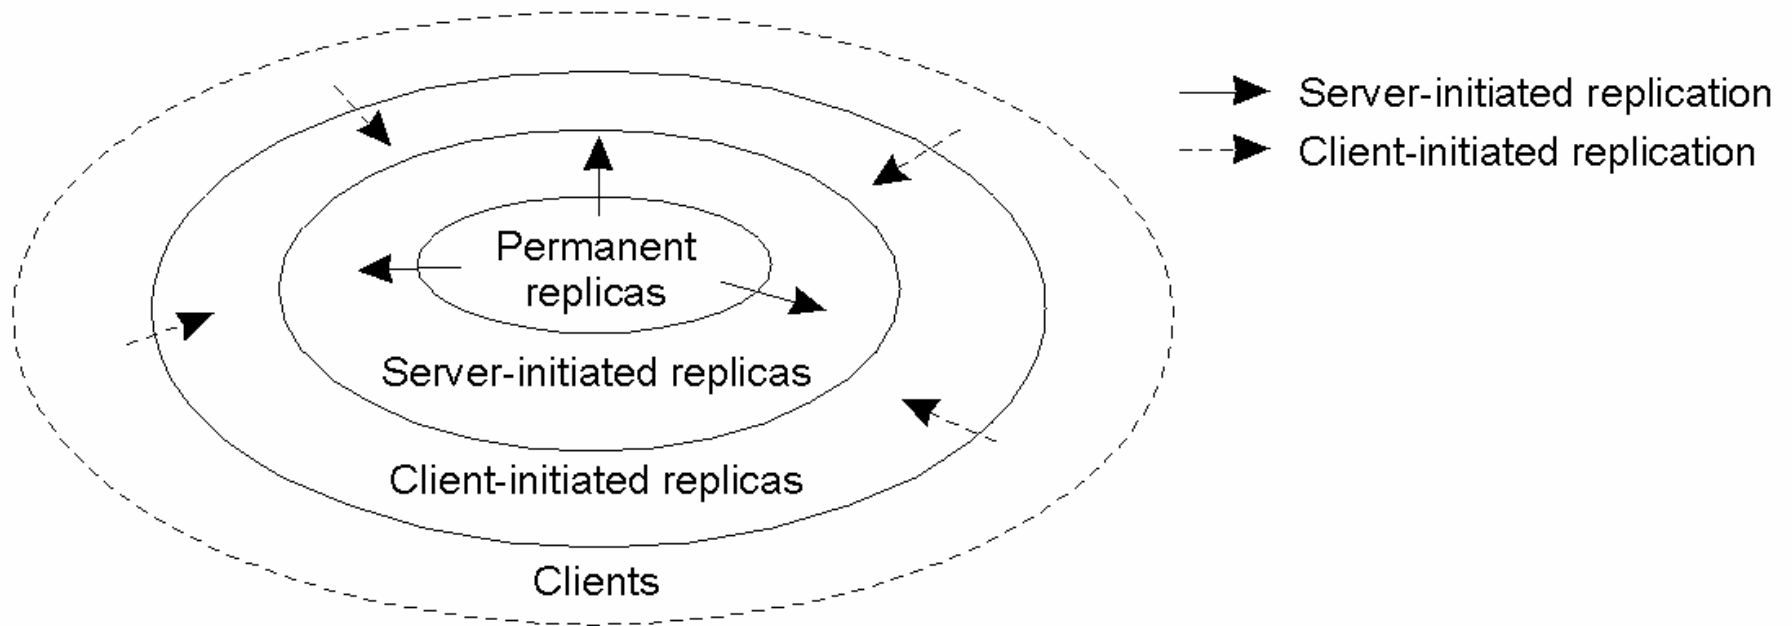 Server-initiated replication
Client-initiated replication
Permanent
replicas
Server-initiated replicas
Client-initiated replicas
Clients